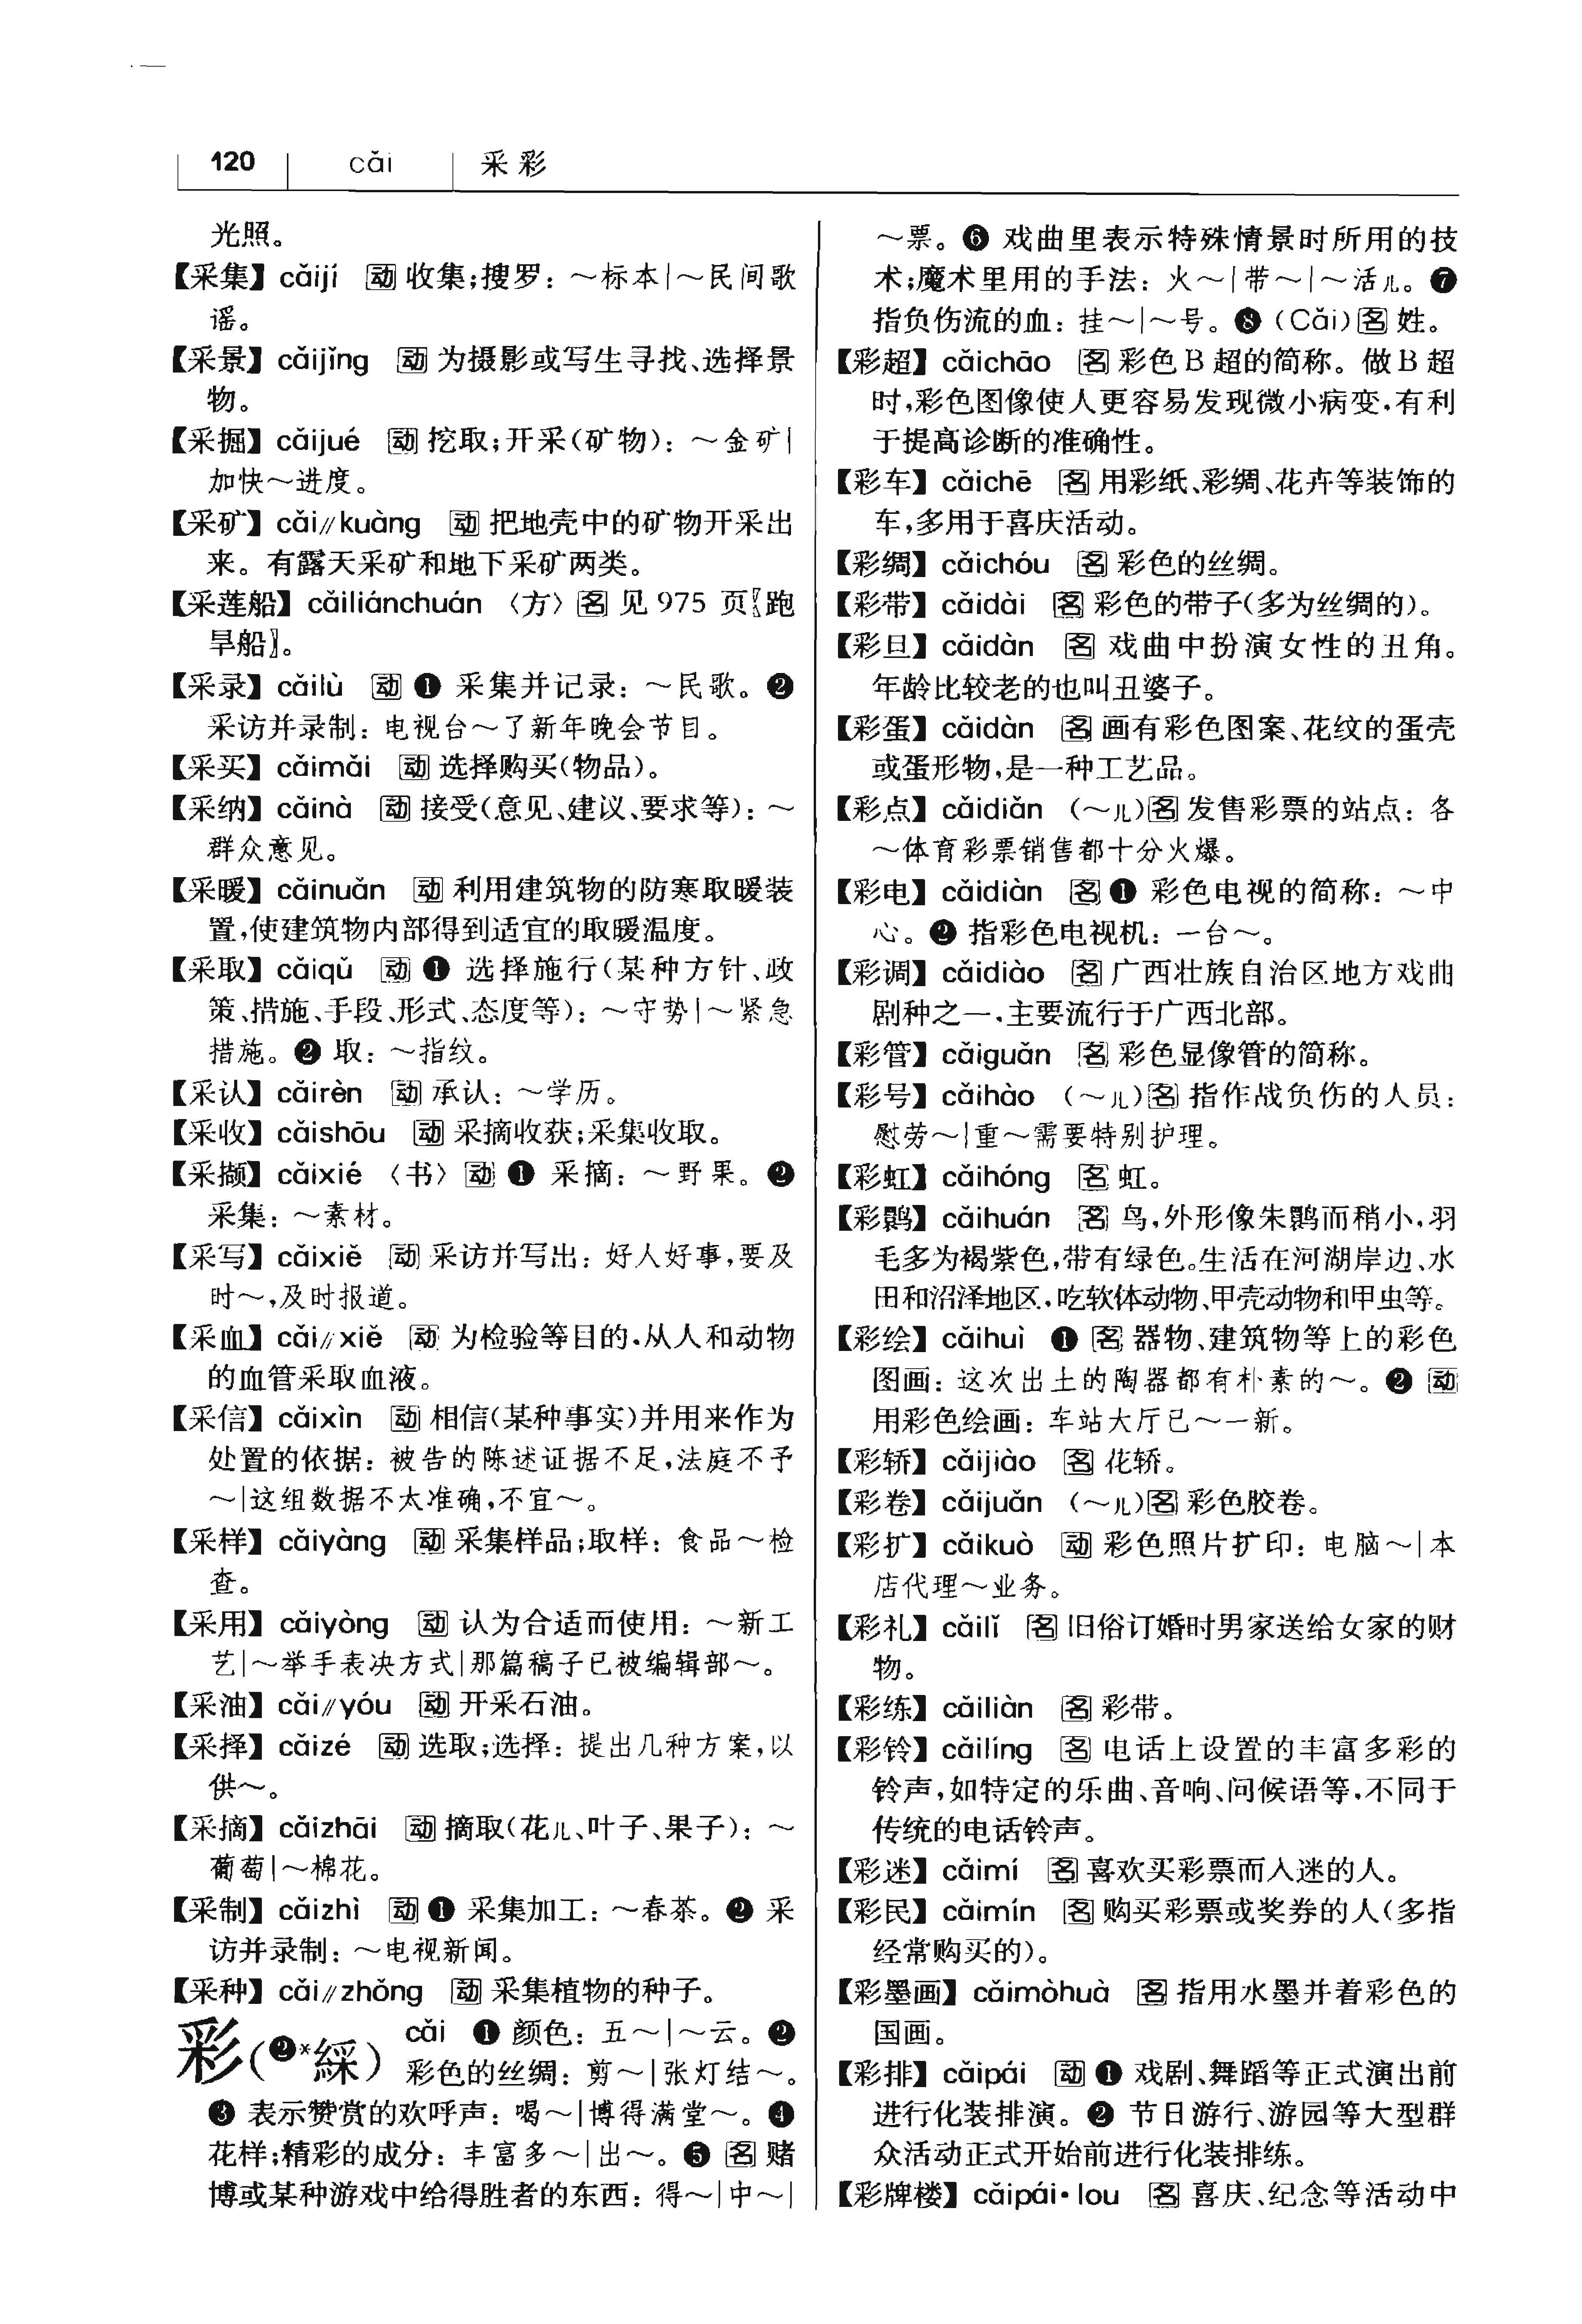 120 cǎi 采彩
光照。
【采集】cǎijí 动 收集;搜罗：～标本|～民间歌
谣。
【采景】cǎijǐng 动 为摄影或写生寻找、选择景
物。
【采掘】cǎijué 动 挖取;开采(矿物)：～金矿|
加快～进度。
【采矿】cǎi//kuàng 动 把地壳中的矿物开采出
来。有露天采矿和地下采矿两类。
【采莲船】cǎiliánchuán 〈方〉名 见 975 页〖跑
旱船〗。
【采录】cǎilù 动 ❶ 采集并记录：～民歌。❷
采访并录制：电视台～了新年晚会节目。
【采买】cǎimǎi 动 选择购买(物品)。
【采纳】cǎinà 动 接受(意见、建议、要求等)：～
群众意见。
【采暖】cǎinuǎn 动 利用建筑物的防寒取暖装
置,使建筑物内部得到适宜的取暖温度。
【采取】cǎiqǔ 动 ❶ 选择施行(某种方针、政
策、措施、手段、形式、态度等)：～守势|～紧急
措施。❷ 取：～指纹。
【采认】cǎirèn 动 承认：～学历。
【采收】cǎishōu 动 采摘收获;采集收取。
【采撷】cǎixié 〈书〉动 ❶ 采摘：～野果。❷
采集：～素材。
【采写】cǎixiě 动 采访并写出：好人好事,要及
时～,及时报道。
【采血】cǎi//xiě 动 为检验等目的,从人和动物
的血管采取血液。
【采信】cǎixìn 动 相信(某种事实)并用来作为
处置的依据：被告的陈述证据不足,法庭不予
～|这组数据不太准确,不宜～。
【采样】cǎiyàng 动 采集样品;取样：食品～检
查。
【采用】cǎiyòng 动 认为合适而使用：～新工
艺|～举手表决方式|那篇稿子已被编辑部～。
【采油】cǎi//yóu 动 开采石油。
【采择】cǎizé 动 选取;选择：提出几种方案,以
供～。
【采摘】cǎizhāi 动 摘取(花儿、叶子、果子)：～
葡萄|～棉花。
【采制】cǎizhì 动 ❶ 采集加工：～春茶。❷ 采
访并录制：～电视新闻。
【采种】cǎi//zhǒng 动 采集植物的种子。
彩(❷*綵) cǎi ❶ 颜色：五～|～云。❷
彩色的丝绸：剪～|张灯结～。
❸ 表示赞赏的欢呼声：喝～|博得满堂～。❹
花样;精彩的成分：丰富多～|出～。❺ 名 赌
博或某种游戏中给得胜者的东西：得～|中～|
～票。❻ 戏曲里表示特殊情景时所用的技
术;魔术里用的手法：火～|带～|～活儿。❼
指负伤流的血：挂～|～号。❽ (Cǎi)名 姓。
【彩超】cǎichāo 名 彩色B超的简称。做B超
时,彩色图像使人更容易发现微小病变,有利
于提高诊断的准确性。
【彩车】cǎichē 名 用彩纸、彩绸、花卉等装饰的
车,多用于喜庆活动。
【彩绸】cǎichóu 名 彩色的丝绸。
【彩带】cǎidài 名 彩色的带子(多为丝绸的)。
【彩旦】cǎidàn 名 戏曲中扮演女性的丑角。
年龄比较老的也叫丑婆子。
【彩蛋】cǎidàn 名 画有彩色图案、花纹的蛋壳
或蛋形物,是一种工艺品。
【彩点】cǎidiǎn (～儿)名 发售彩票的站点：各
～体育彩票销售都十分火爆。
【彩电】cǎidiàn 名 ❶ 彩色电视的简称：～中
心。❷ 指彩色电视机：一台～。
【彩调】cǎidiào 名 广西壮族自治区地方戏曲
剧种之一,主要流行于广西北部。
【彩管】cǎiguǎn 名 彩色显像管的简称。
【彩号】cǎihào (～儿)名 指作战负伤的人员：
慰劳～|重～需要特别护理。
【彩虹】cǎihóng 名 虹。
【彩鹮】cǎihuán 名 鸟,外形像朱鹮而稍小,羽
毛多为褐紫色,带有绿色。生活在河湖岸边、水
田和沼泽地区,吃软体动物、甲壳动物和甲虫等。
【彩绘】cǎihuì ❶ 名 器物、建筑物等上的彩色
图画：这次出土的陶器都有朴素的～。❷ 动
用彩色绘画：车站大厅已～一新。
【彩轿】cǎijiào 名 花轿。
【彩卷】cǎijuǎn (～儿)名 彩色胶卷。
【彩扩】cǎikuò 动 彩色照片扩印：电脑～|本
店代理～业务。
【彩礼】cǎilǐ 名 旧俗订婚时男家送给女家的财
物。
【彩练】cǎiliàn 名 彩带。
【彩铃】cǎilíng 名 电话上设置的丰富多彩的
铃声,如特定的乐曲、音响、问候语等,不同于
传统的电话铃声。
【彩迷】cǎimí 名 喜欢买彩票而入迷的人。
【彩民】cǎimín 名 购买彩票或奖券的人(多指
经常购买的)。
【彩墨画】cǎimòhuà 名 指用水墨并着彩色的
国画。
【彩排】cǎipái 动 ❶ 戏剧、舞蹈等正式演出前
进行化装排演。❷ 节日游行、游园等大型群
众活动正式开始前进行化装排练。
【彩牌楼】cǎipái·lou 名 喜庆、纪念等活动中